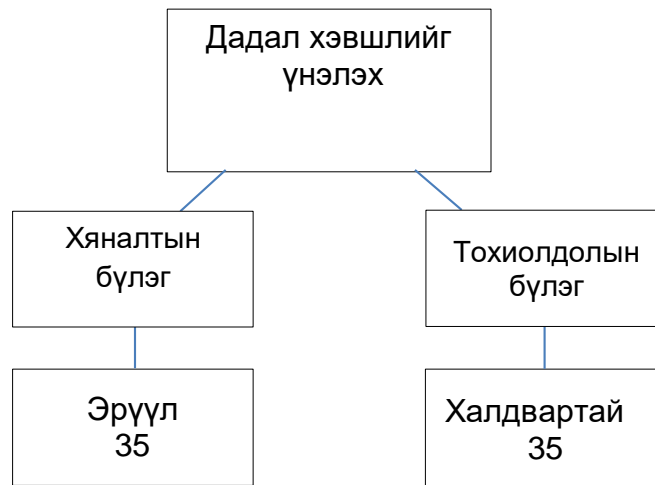 Дадал хэвшлийг
үнэлэх
Хяналтын
бүлэг
Тохиолдолын
бүлэг
Эрүүл
35
Халдвартай
35